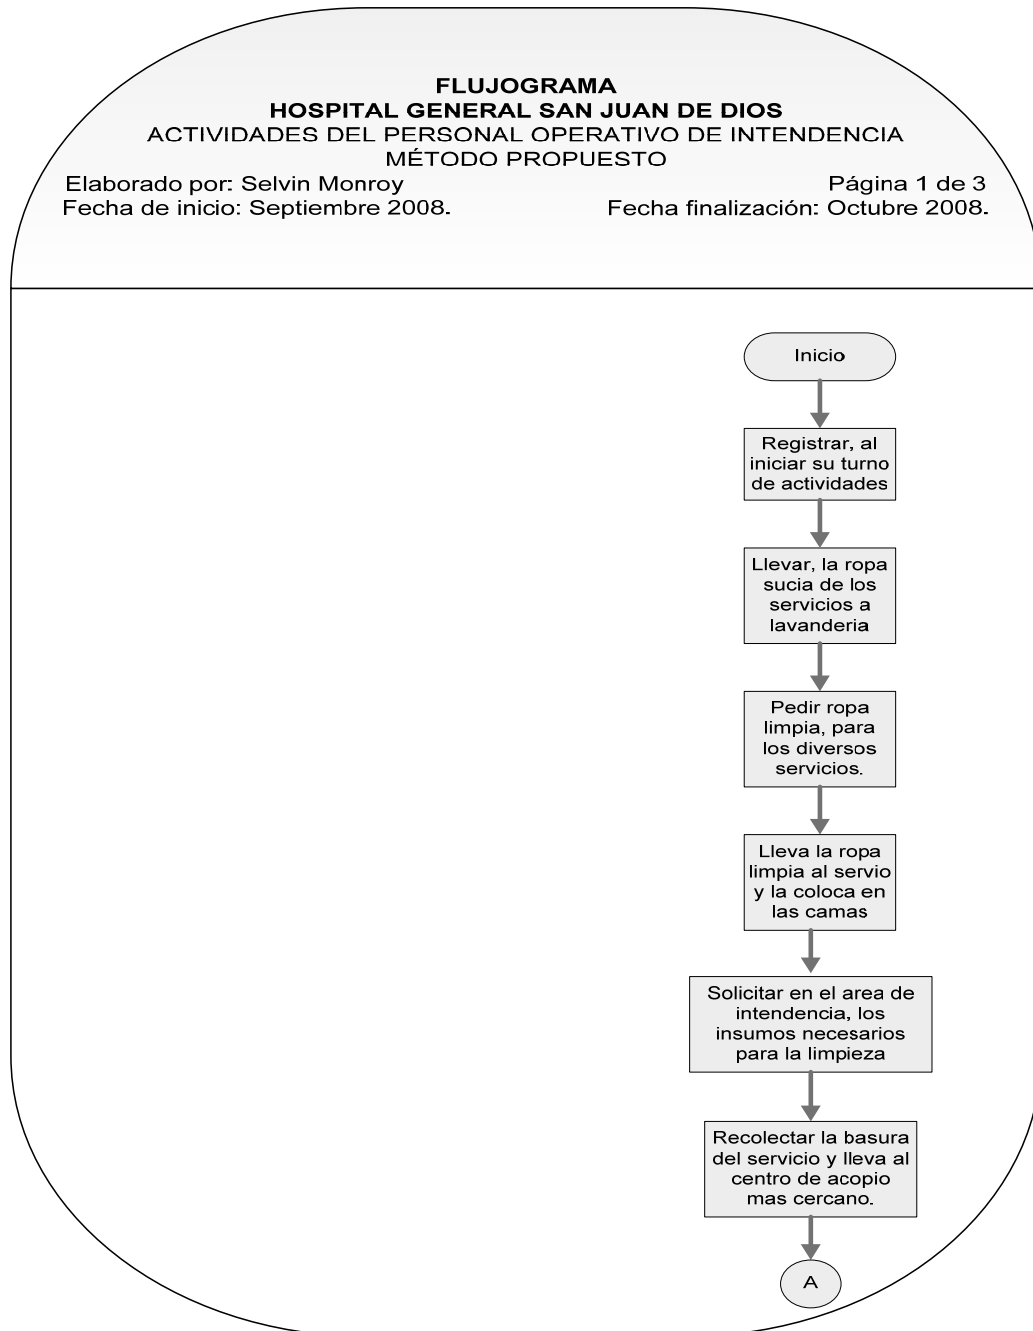 FLUJOGRAMA
HOSPITAL GENERAL SAN JUAN DE DIOS
ACTIVIDADES DEL PERSONAL OPERATIVO DE INTENDENCIA
MÉTODO PROPUESTO
Elaborado por: Selvin Monroy Página 1 de 3
Fecha de inicio: Septiembre 2008. Fecha finalización: Octubre 2008.
Inicio
Registrar, al
iniciar su turno
de actividades
Llevar, la ropa
sucia de los
servicios a
lavanderia
Pedir ropa
limpia, para
los diversos
servicios.
Lleva la ropa
limpia al servio
y la coloca en
las camas
Solicitar en el area de
intendencia, los
insumos necesarios
para la limpieza
Recolectar la basura
del servicio y lleva al
centro de acopio
mas cercano.
A